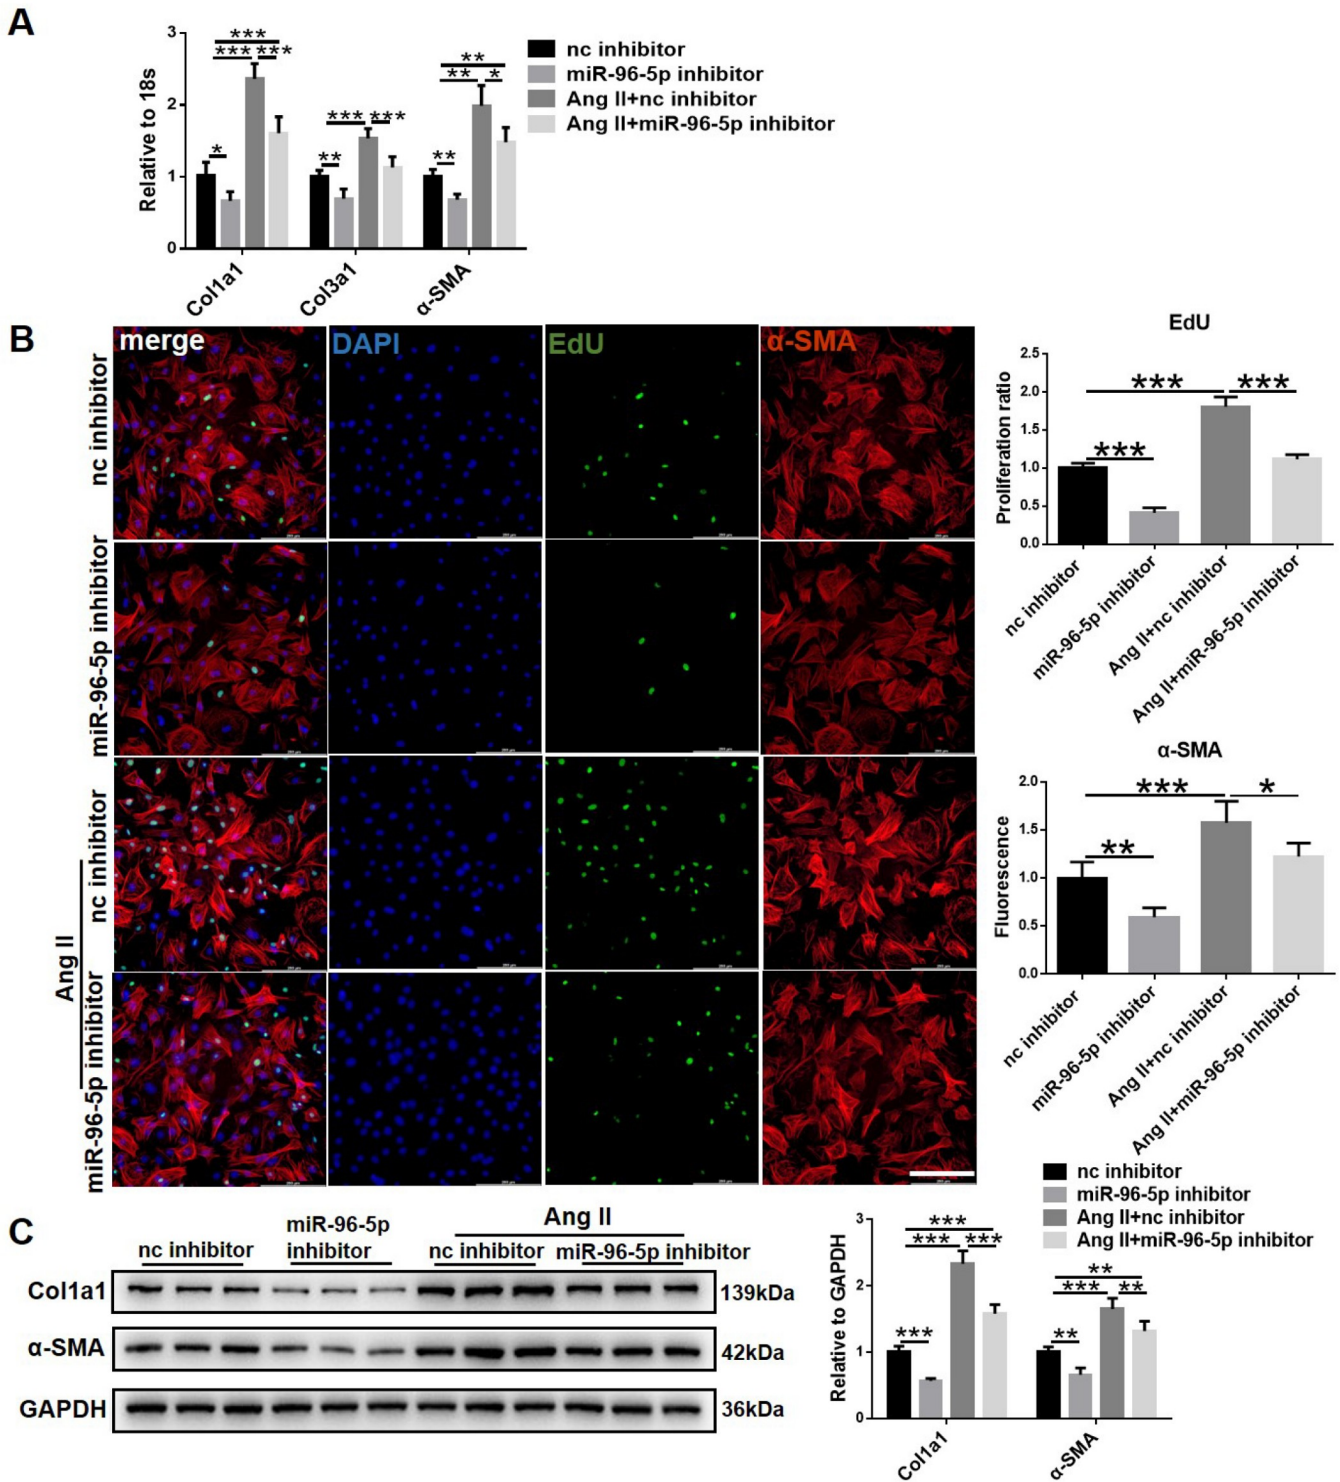 A
3
2
1
0
Relative to 18s
***
*** ***
*
*** ***
**
**
** *
**
Col1a1
Col3a1
α-SMA
nc inhibitor
miR-96-5p inhibitor
Ang II+nc inhibitor
Ang II+miR-96-5p inhibitor
B
merge
DAPI
EdU
α-SMA
nc inhibitor
miR-96-5p inhibitor
Ang II
nc inhibitor
miR-96-5p inhibitor
EdU
Proliferation ratio
2.5
2.0
1.5
1.0
0.5
0.0
*** ***
***
nc inhibitor
miR-96-5p inhibitor
Ang II+nc inhibitor
Ang II+miR-96-5p inhibitor
α-SMA
Fluorescence
2.0
1.5
1.0
0.5
0.0
*** *
**
nc inhibitor
miR-96-5p inhibitor
Ang II+nc inhibitor
Ang II+miR-96-5p inhibitor
C
nc inhibitor
miR-96-5p
inhibitor
Ang II
nc inhibitor
miR-96-5p inhibitor
Col1a1
139kDa
α-SMA
42kDa
GAPDH
36kDa
nc inhibitor
miR-96-5p inhibitor
Ang II+nc inhibitor
Ang II+miR-96-5p inhibitor
Relative to GAPDH
3
2
1
0
***
*** ***
***
**
*** **
**
Col1a1
α-SMA